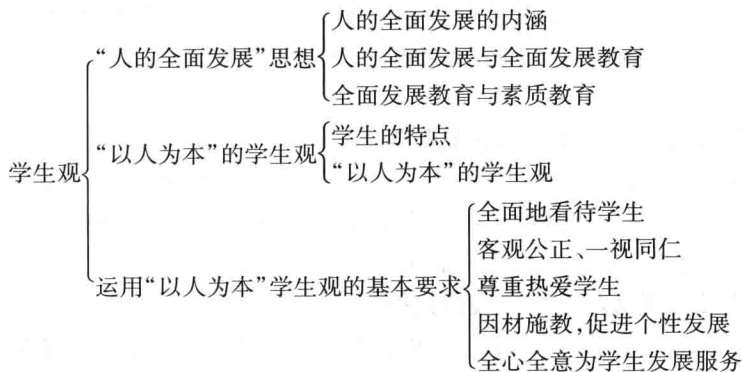 学生观
“人的全面发展”思想
人的全面发展的内涵
人的全面发展与全面发展教育
全面发展教育与素质教育
“以人为本”的学生观
学生的特点
“以人为本”的学生观
运用“以人为本”学生观的基本要求
全面地看待学生
客观公正、一视同仁
尊重热爱学生
因材施教,促进个性发展
全心全意为学生发展服务